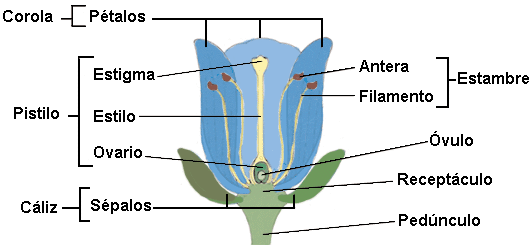 Corola
Pétalos
Estigma
Antera
Estambre
Filamento
Pistilo
Estilo
Ovario
Óvulo
Receptáculo
Cáliz
Sépalos
Pedúnculo